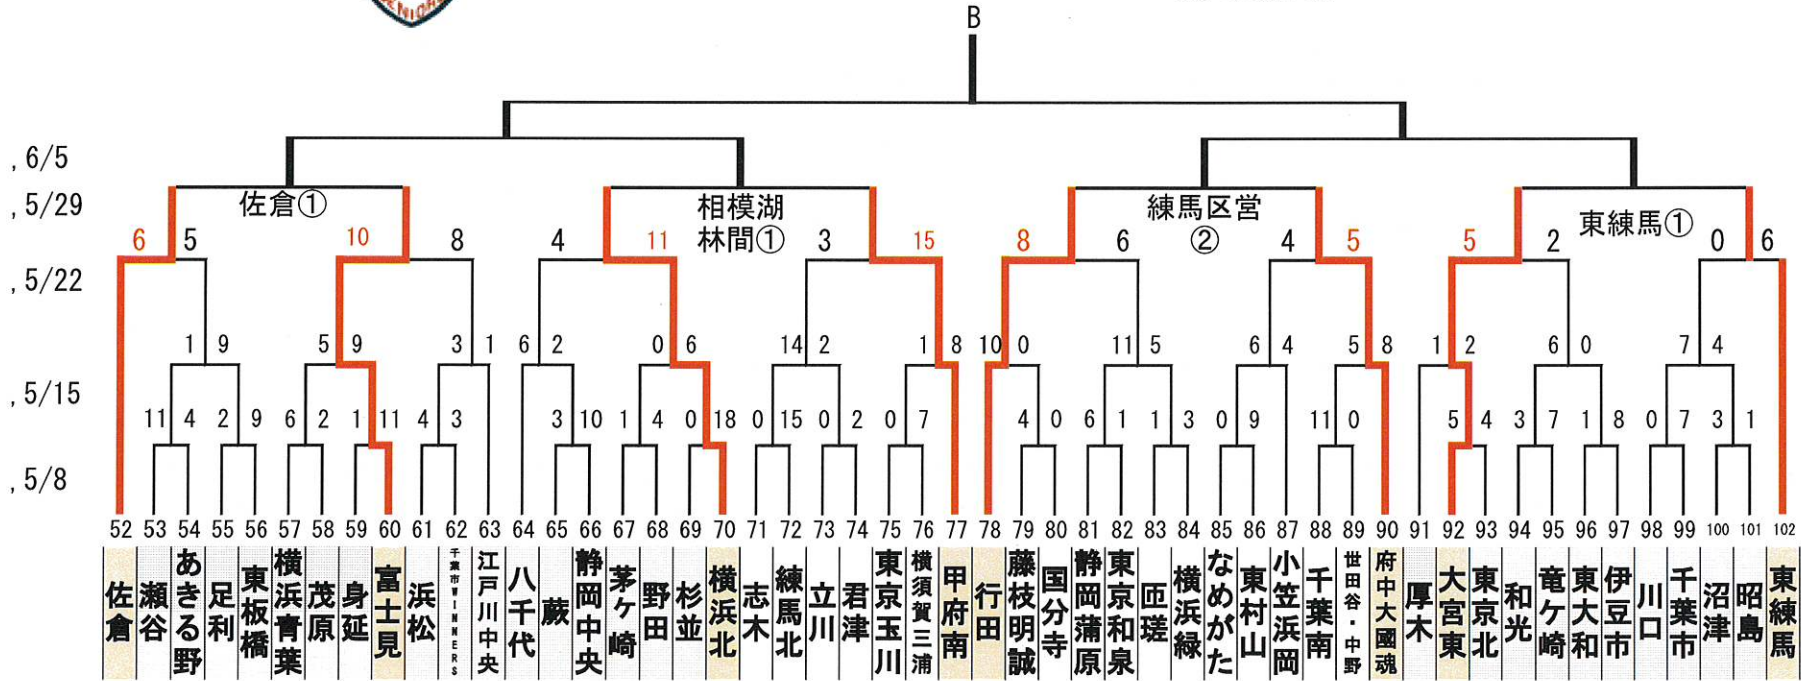 ENIORS
B
, 6/5
, 5/29
佐倉① 相模湖 練馬区営 東練馬①
林間① ②
6 5 10 8 4 11 3 15 8 6 4 5 5 2 0 6
, 5/22
1 9 5 9 3 1 6 2 0 6 14 2 1 8 10 0 11 5 6 4 5 8 1 2 6 0 7 4
, 5/15
11 4 2 9 6 2 1 11 4 3 3 10 1 4 0 18 0 15 0 2 0 7 4 0 6 1 1 3 0 9 11 0 5 4 3 7 1 8 0 7 3 1
, 5/8
52 53 54 55 56 57 58 59 60 61 62 63 64 65 66 67 68 69 70 71 72 73 74 75 76 77 78 79 80 81 82 83 84 85 86 87 88 89 90 91 92 93 94 95 96 97 98 99 100 101 102
佐倉
瀬谷
あきる野
足利
東板橋
横浜青葉
茂原
身延
富士見
浜松
千葉市WINNERS
江戸川中央
八千代
蕨
静岡中央
茅ヶ崎
野田
杉並
横浜北
志木
練馬北
立川
君津
東京玉川
横須賀三浦
甲府南
行田
藤枝明誠
国分寺
静岡蒲原
東京和泉
匝瑳
横浜緑
なめがた
東村山
小笠浜岡
千葉南
世田谷・中野
府中大國魂
厚木
大宮東
東京北
和光
竜ケ崎
東大和
伊豆市
川口
千葉市
沼津
昭島
東練馬